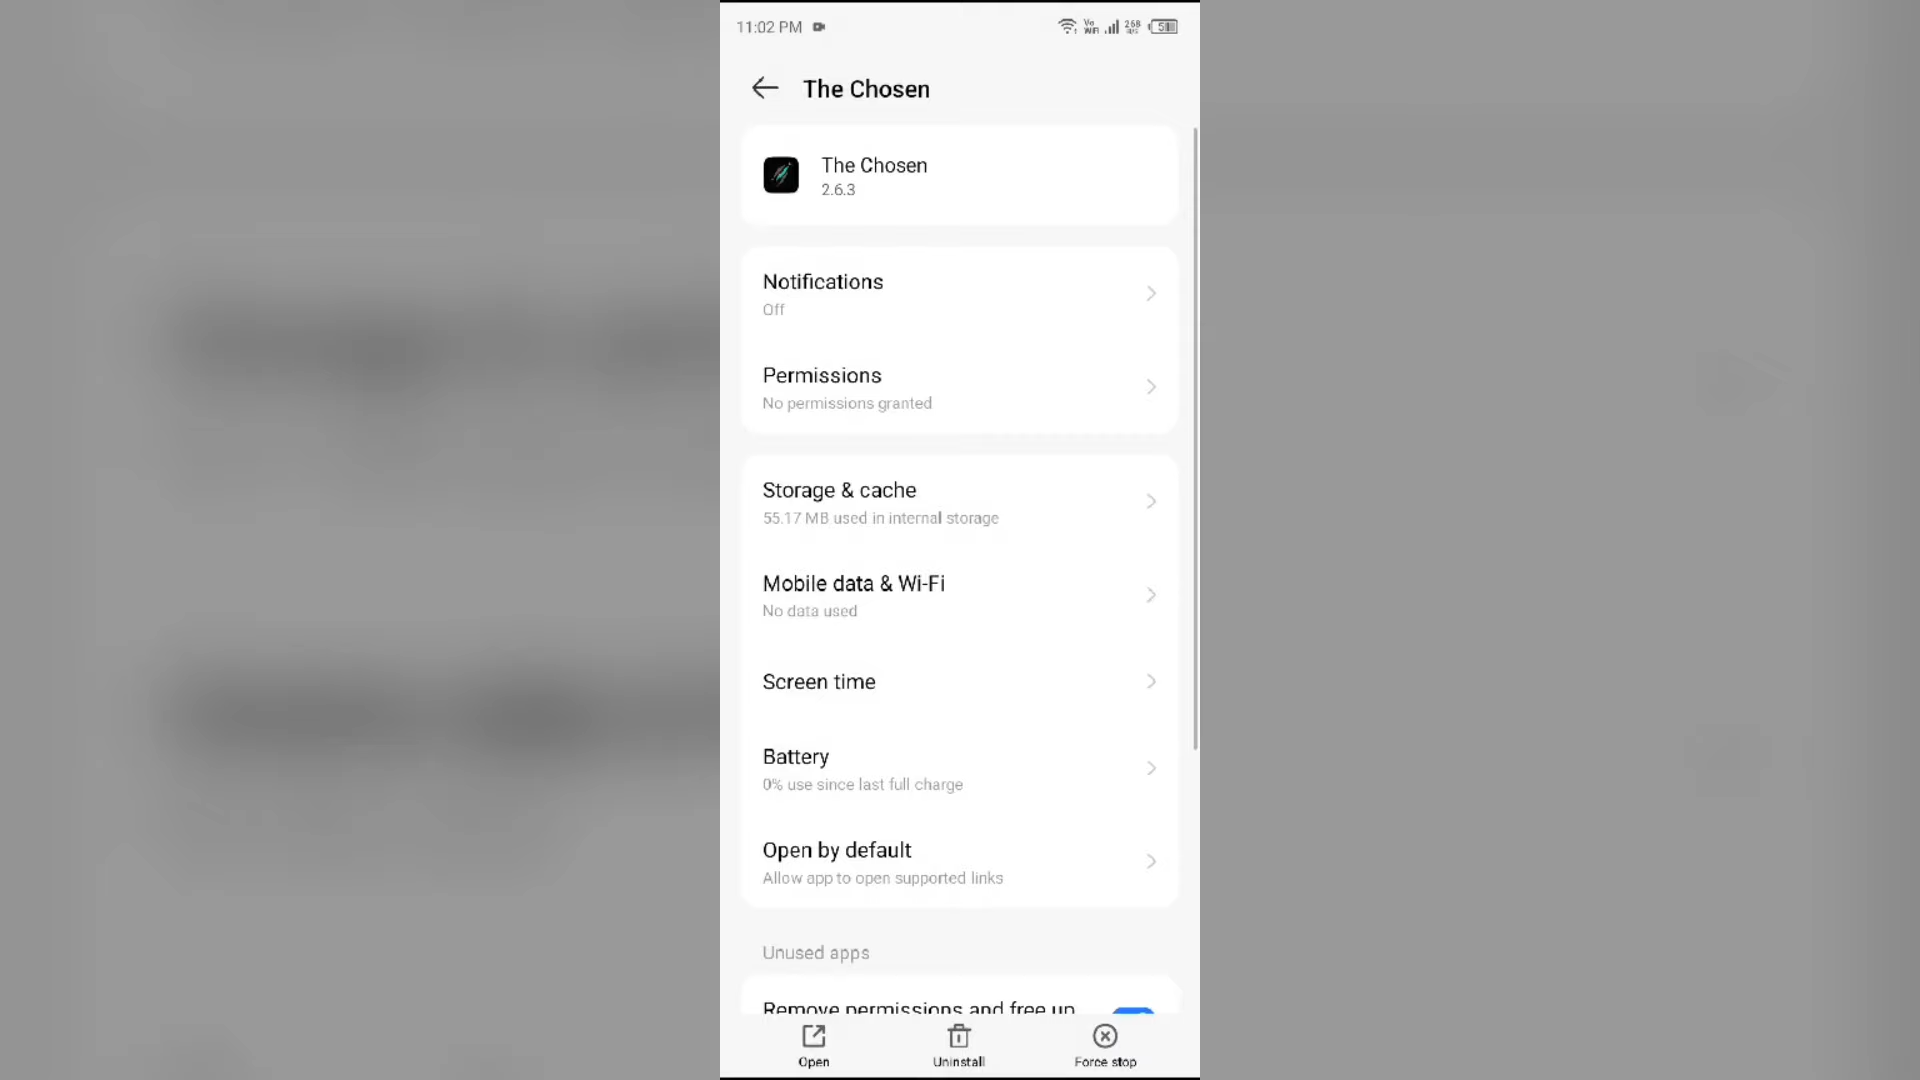 11:02 PM
The Chosen
The Chosen
2.6.3
Notifications
Off
Permissions
No permissions granted
Storage & cache
55.17 MB used in internal storage
Mobile data & Wi-Fi
No data used
Screen time
Battery
0% use since last full charge
Open by default
Allow app to open supported links
Unused apps
Remove permissions and free up
Open
Uninstall
Force stop